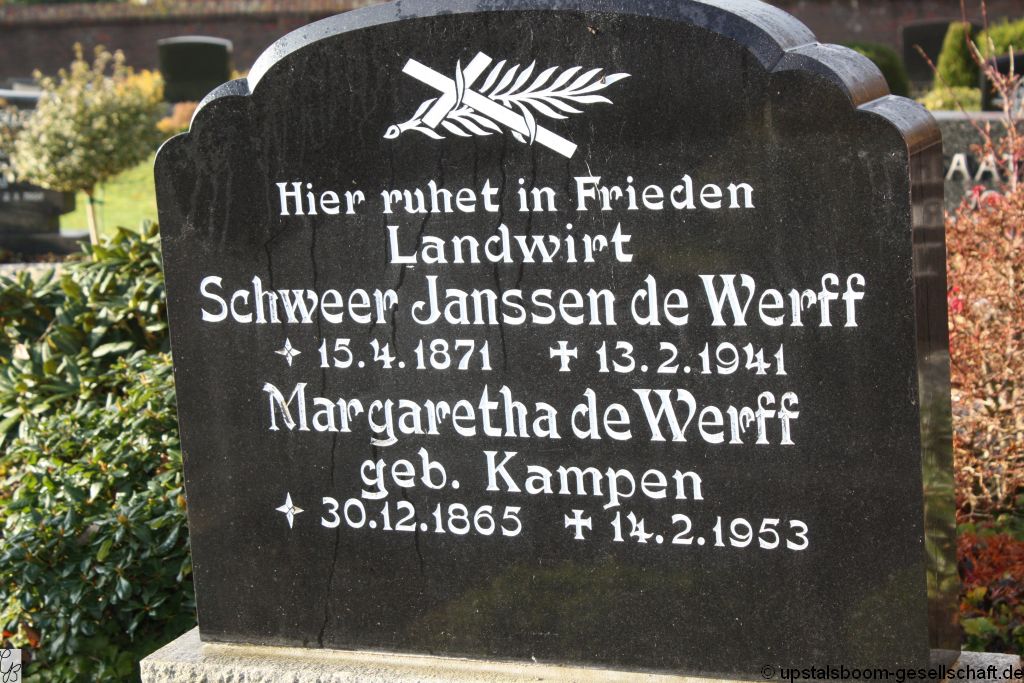 Hier ruhet in Frieden
Landwirt
Schweer Janssen de Werff
15.4.1871 13.2.1941
Margaretha de Werff
geb. Kampen
30.12.1865 14.2.1953
AA
© upstalsboom-gesellschaft.de